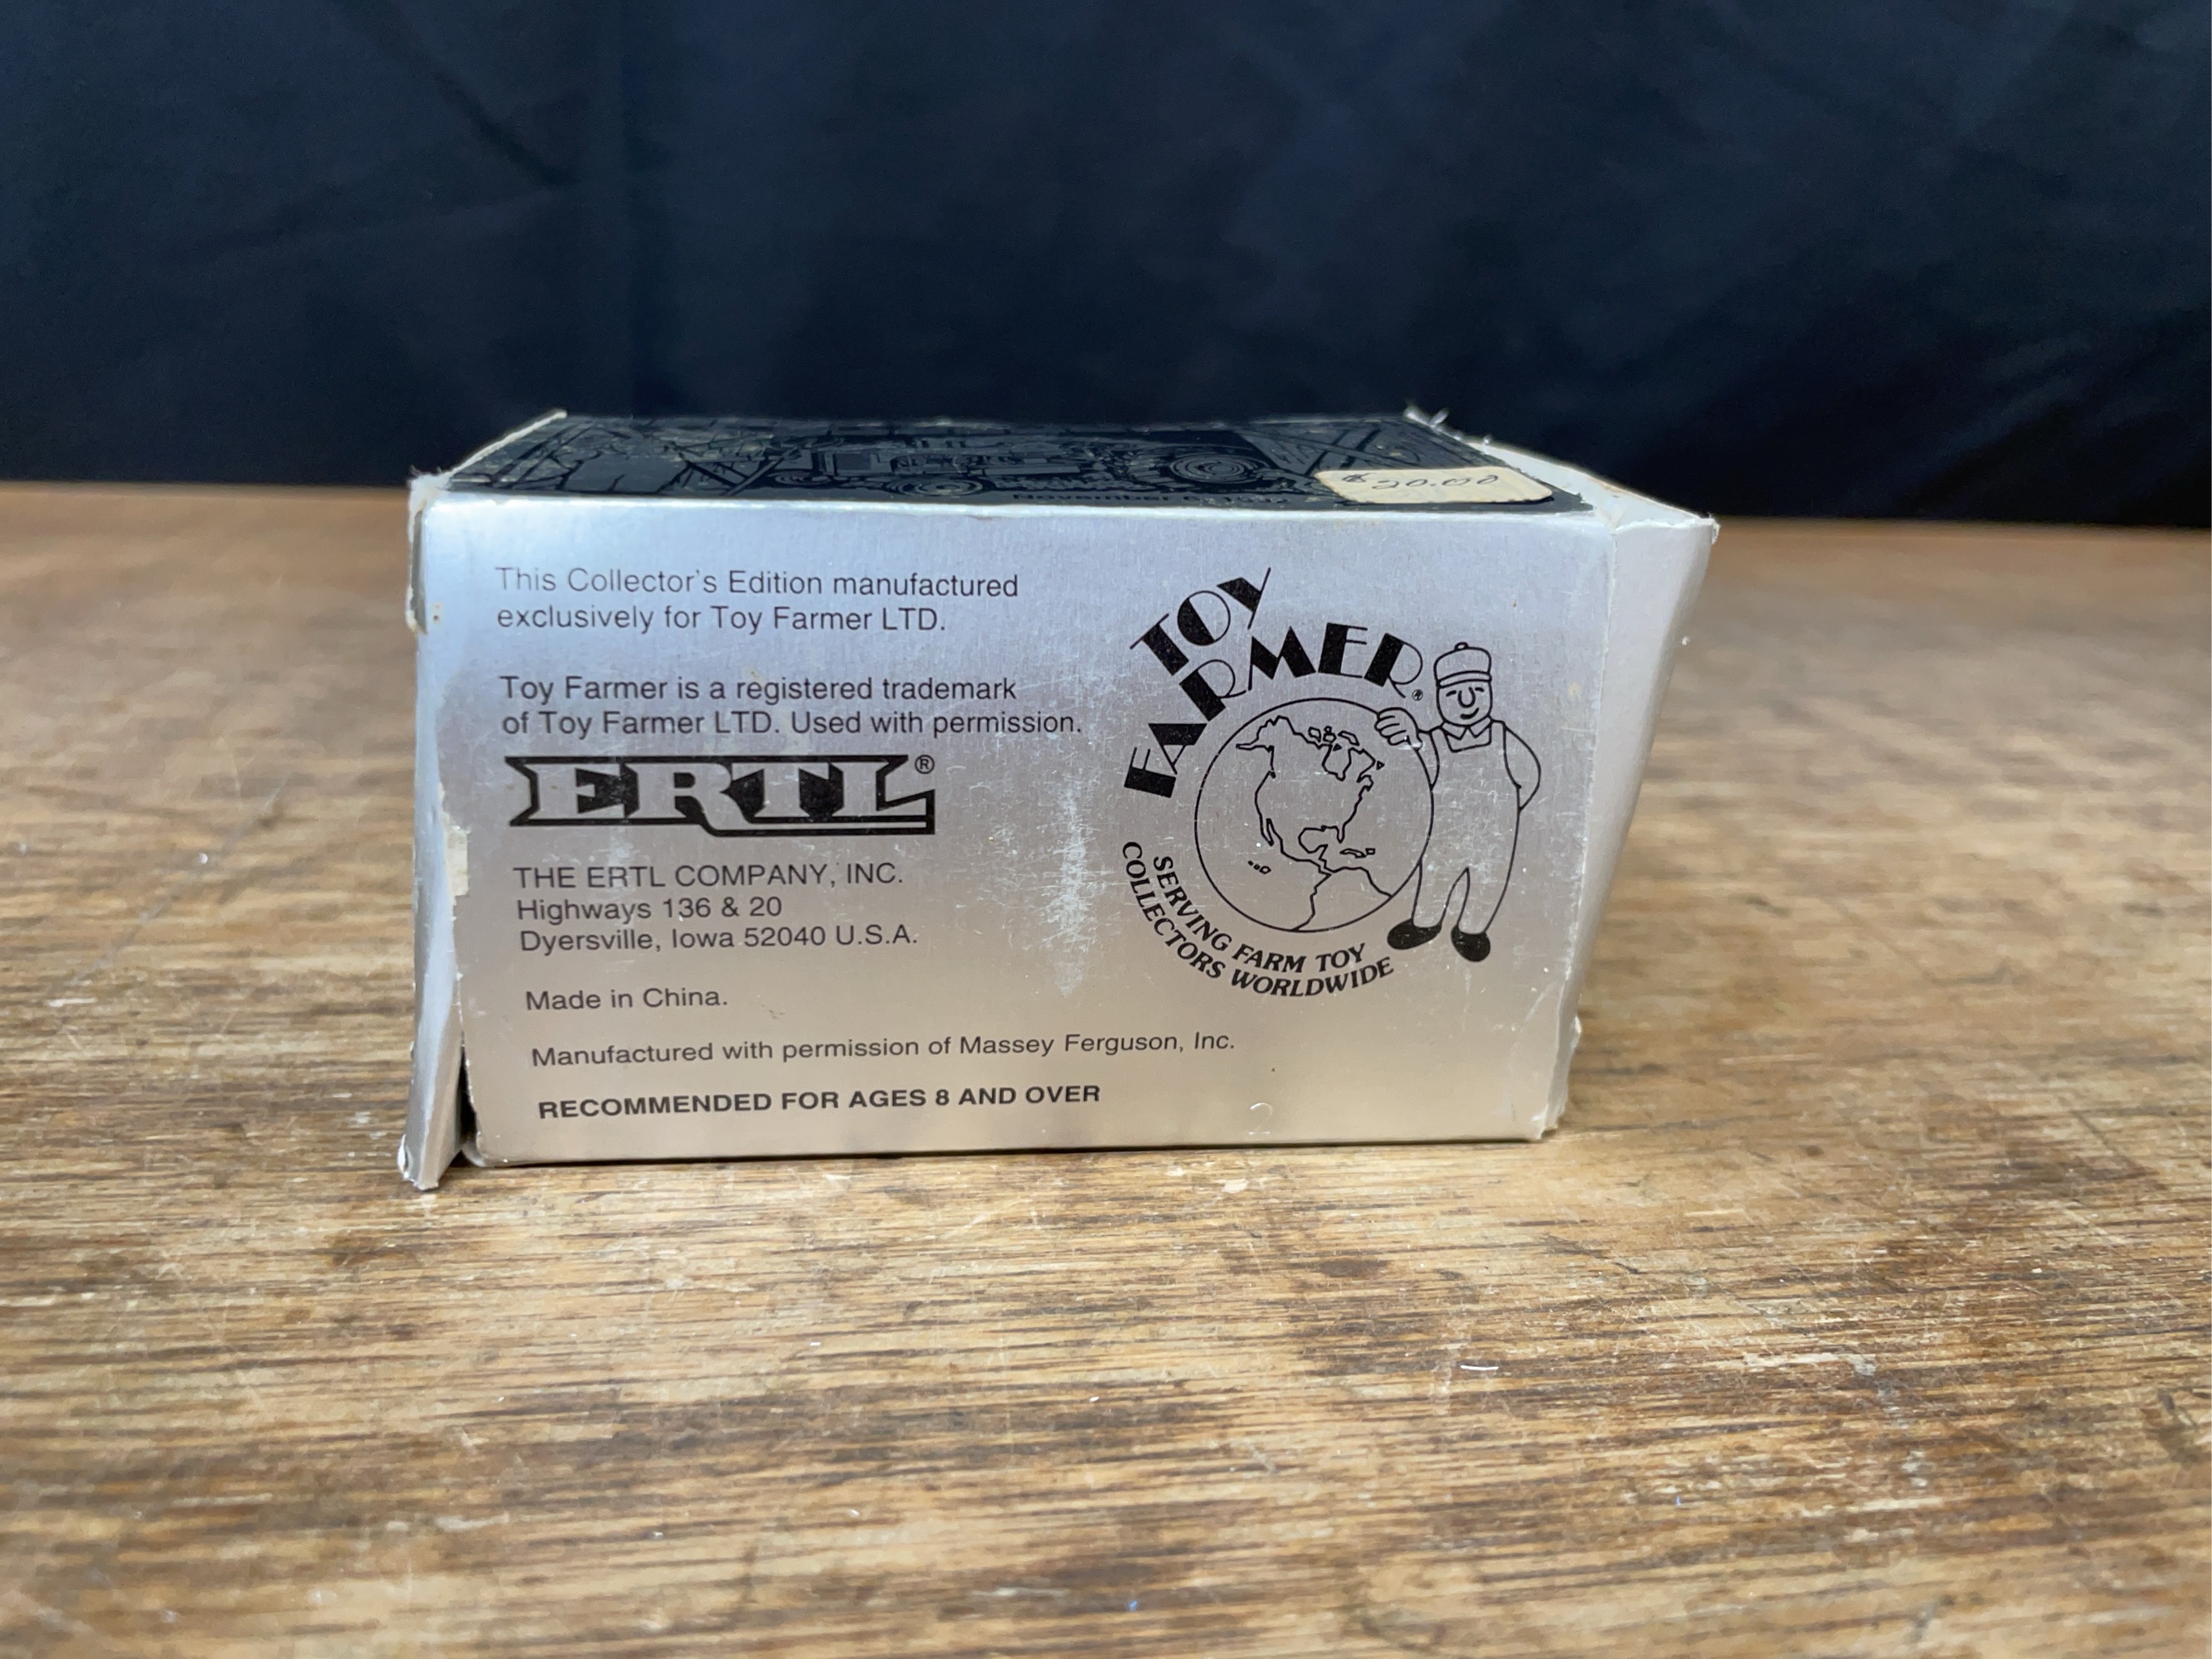 November
$20.00
This Collector's Edition manufactured
exclusively for Toy Farmer LTD.
Toy Farmer is a registered trademark
of Toy Farmer LTD. Used with permission.
ERTL®
THE ERTL COMPANY, INC.
Highways 136 & 20
Dyersville, Iowa 52040 U.S.A.
Made in China.
Manufactured with permission of Massey Ferguson, Inc.
RECOMMENDED FOR AGES 8 AND OVER
TOY
FARMER®
SERVING FARM TOY
COLLECTORS WORLDWIDE